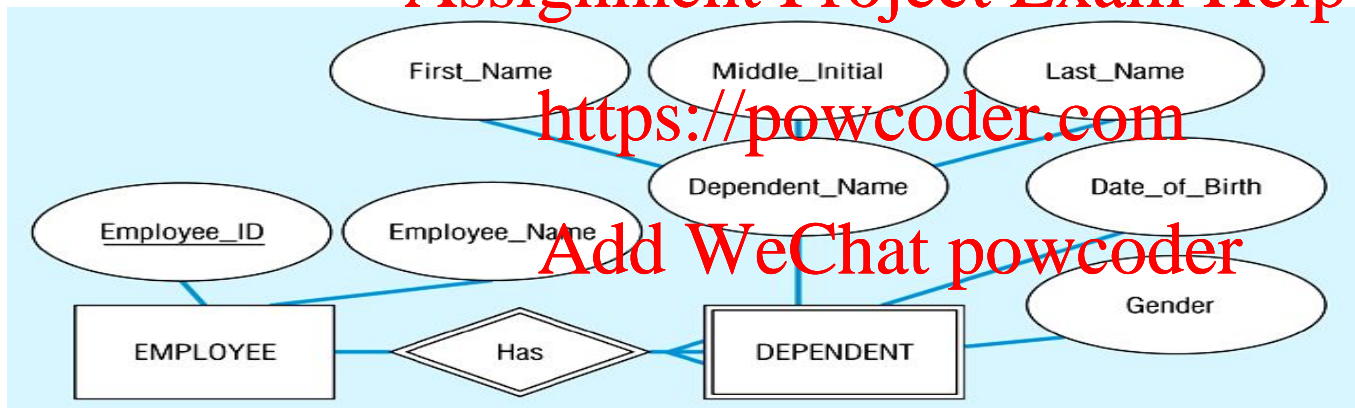 Assignment Project Exam Help
First_Name
Middle_Initial
Last_Name
https://powcoder.com
Dependent_Name
Date_of_Birth
Employee_ID
Employee_Name
Add WeChat powcoder
Gender
EMPLOYEE
Has
DEPENDENT